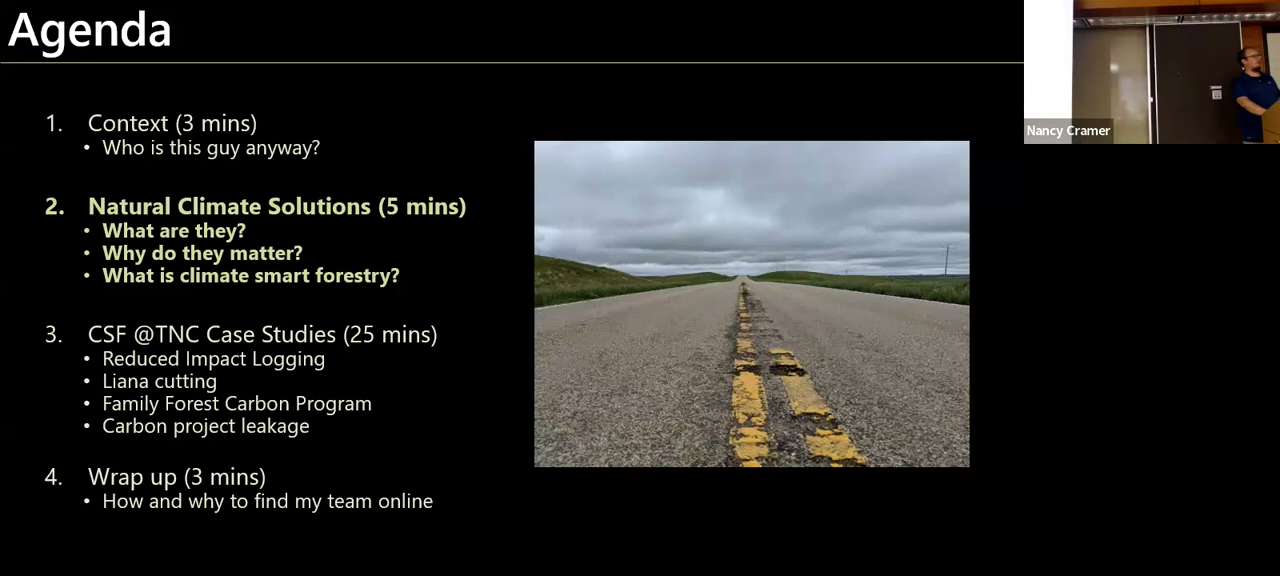 Agenda
1. Context (3 mins)
• Who is this guy anyway?
2. Natural Climate Solutions (5 mins)
• What are they?
• Why do they matter?
• What is climate smart forestry?
3. CSF @TNC Case Studies (25 mins)
• Reduced Impact Logging
• Liana cutting
• Family Forest Carbon Program
• Carbon project leakage
4. Wrap up (3 mins)
• How and why to find my team online
Nancy Cramer